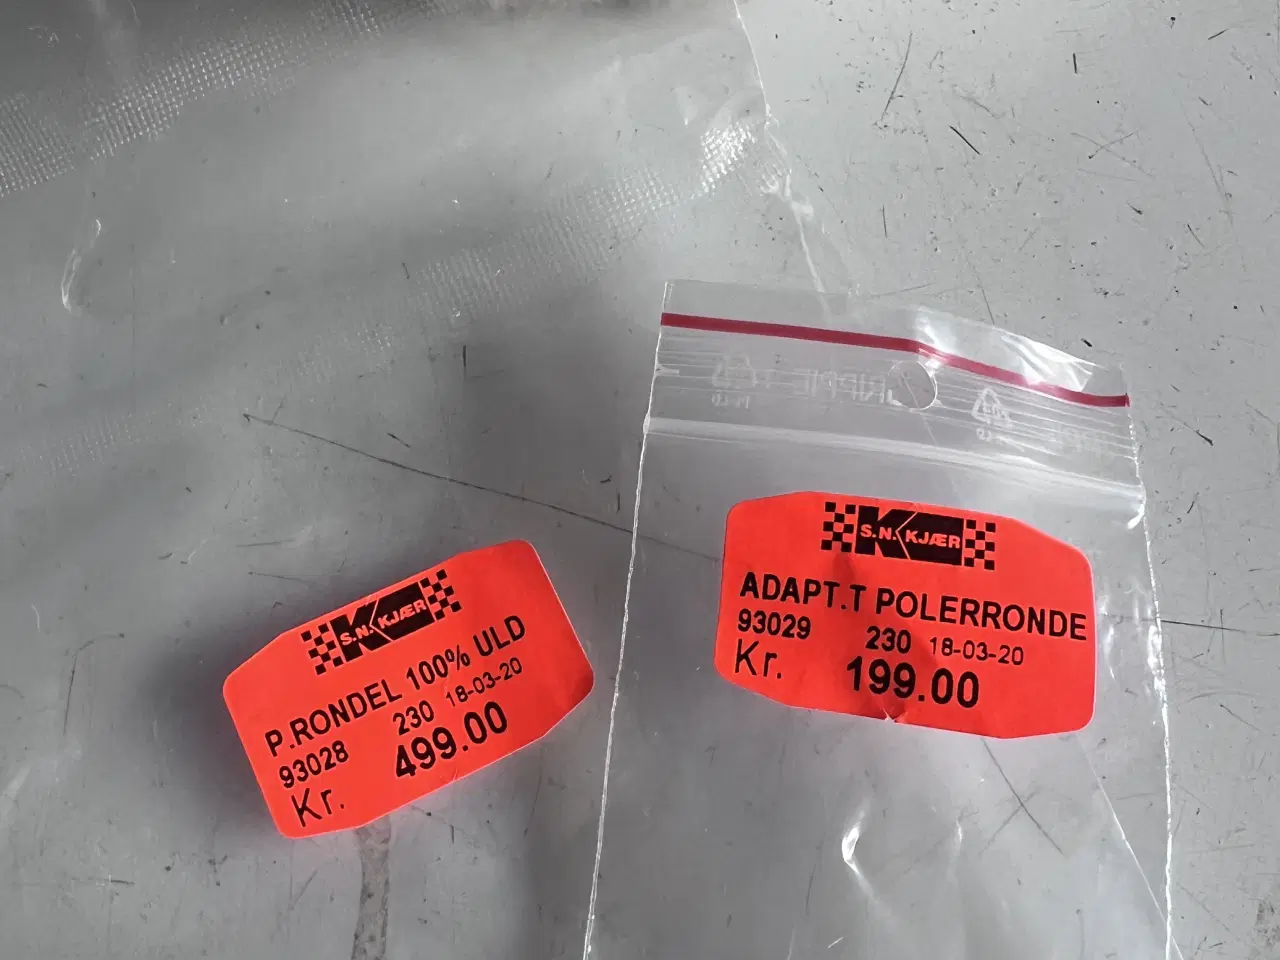 S.N. KJÆR
P.RONDEL 100% ULD
93028 230 18-03-20
Kr. 499.00
S.N. KJÆR
ADAPT.T POLERRONDE
93029 230 18-03-20
Kr. 199.00